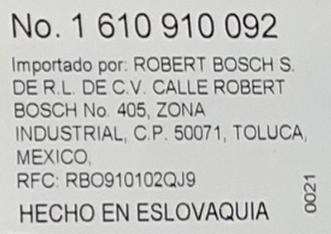 No. 1 610 910 092
Importado por: ROBERT BOSCH S.
DE R.L. DE C.V. CALLE ROBERT
BOSCH No. 405, ZONA
INDUSTRIAL, C.P. 50071, TOLUCA,
MEXICO,
RFC: RBO910102QJ9
HECHO EN ESLOVAQUIA
0021